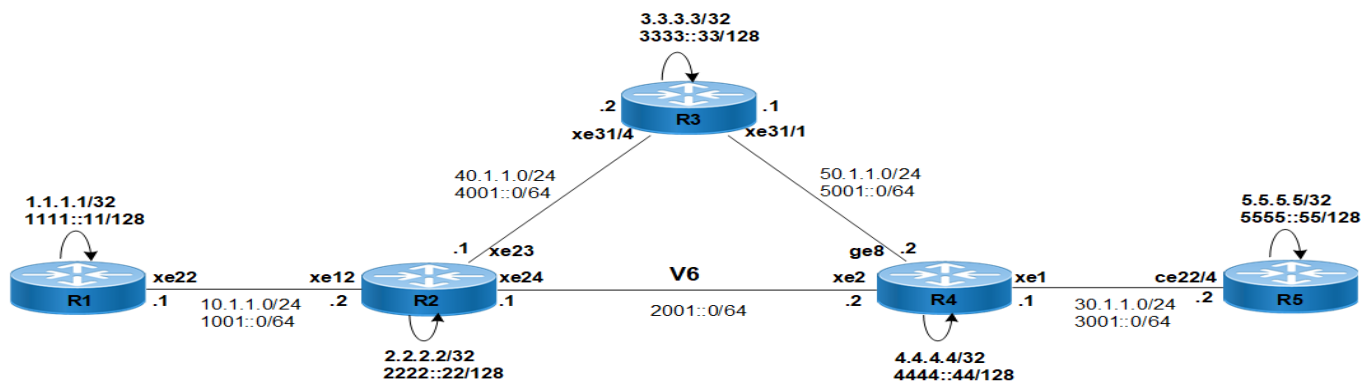 3.3.3.3/32
3333::33/128
.2
R3
.1
xe31/4
xe31/1
40.1.1.0/24
4001::0/64
50.1.1.0/24
5001::0/64
1.1.1.1/32
1111::11/128
5.5.5.5/32
5555::55/128
.1
xe23
ge8
.2
xe22
xe12
xe24
V6
xe2
xe1
ce22/4
R1
.1
10.1.1.0/24
1001::0/64
.2
R2
.1
2001::0/64
.2
R4
.1
30.1.1.0/24
3001::0/64
.2
R5
2.2.2.2/32
2222::22/128
4.4.4.4/32
4444::44/128